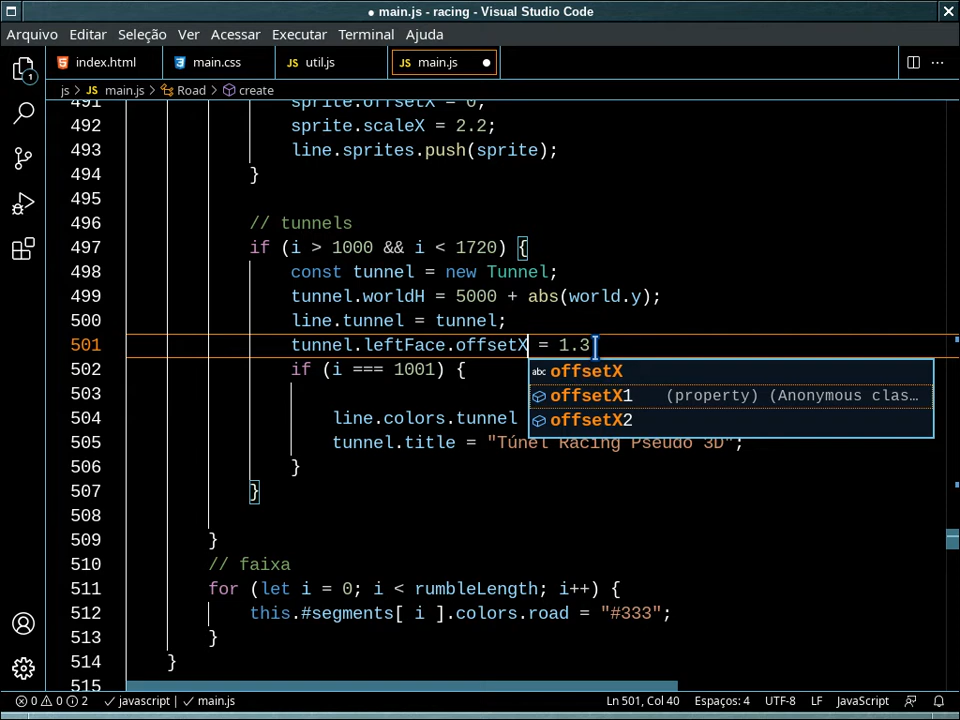 ● main.js - racing - Visual Studio Code
Arquivo Editar Seleção Ver Acessar Executar Terminal Ajuda
1 index.html main.css JS util.js JS main.js ●
js > JS main.js > Road > create
491 sprite.offsetX = 0;
492 sprite.scaleX = 2.2;
493 line.sprites.push(sprite);
494 }
495
496 // tunnels
497 if (i > 1000 && i < 1720) {
498 const tunnel = new Tunnel;
499 tunnel.worldH = 5000 + abs(world.y);
500 line.tunnel = tunnel;
501 tunnel.leftFace.offsetX = 1.3
abc offsetX
502 if (i === 1001) {
503 offsetX1 (property) (Anonymous clas…
504 line.colors.tunnel offsetX2
505 tunnel.title = "Túnel Racing Pseudo 3D";
506 }
507 }
508
509 }
510 // faixa
511 for (let i = 0; i < rumbleLength; i++) {
512 this.#segments[ i ].colors.road = "#333";
513 }
514 }
515
0 0 2 javascript | main.js Ln 501, Col 40 Espaços: 4 UTF-8 LF JavaScript